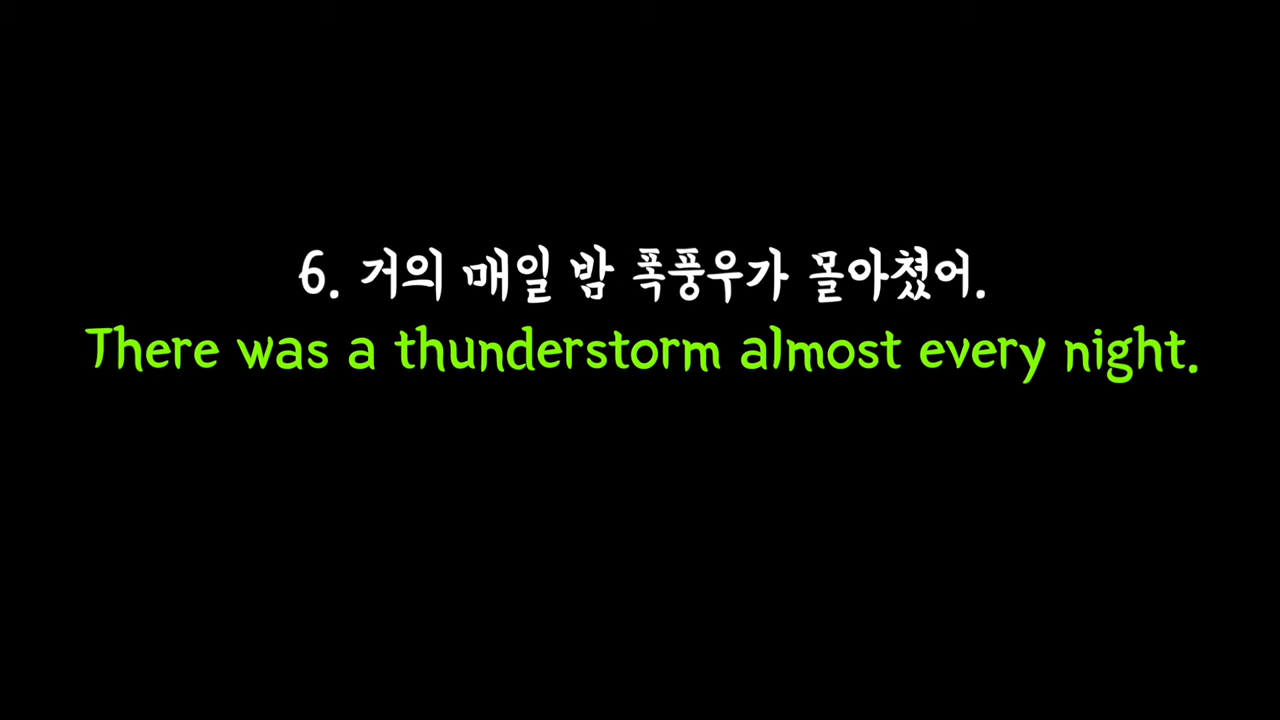 6. 거의 매일 밤 폭풍우가 몰아쳤어.
There was a thunderstorm almost every night.